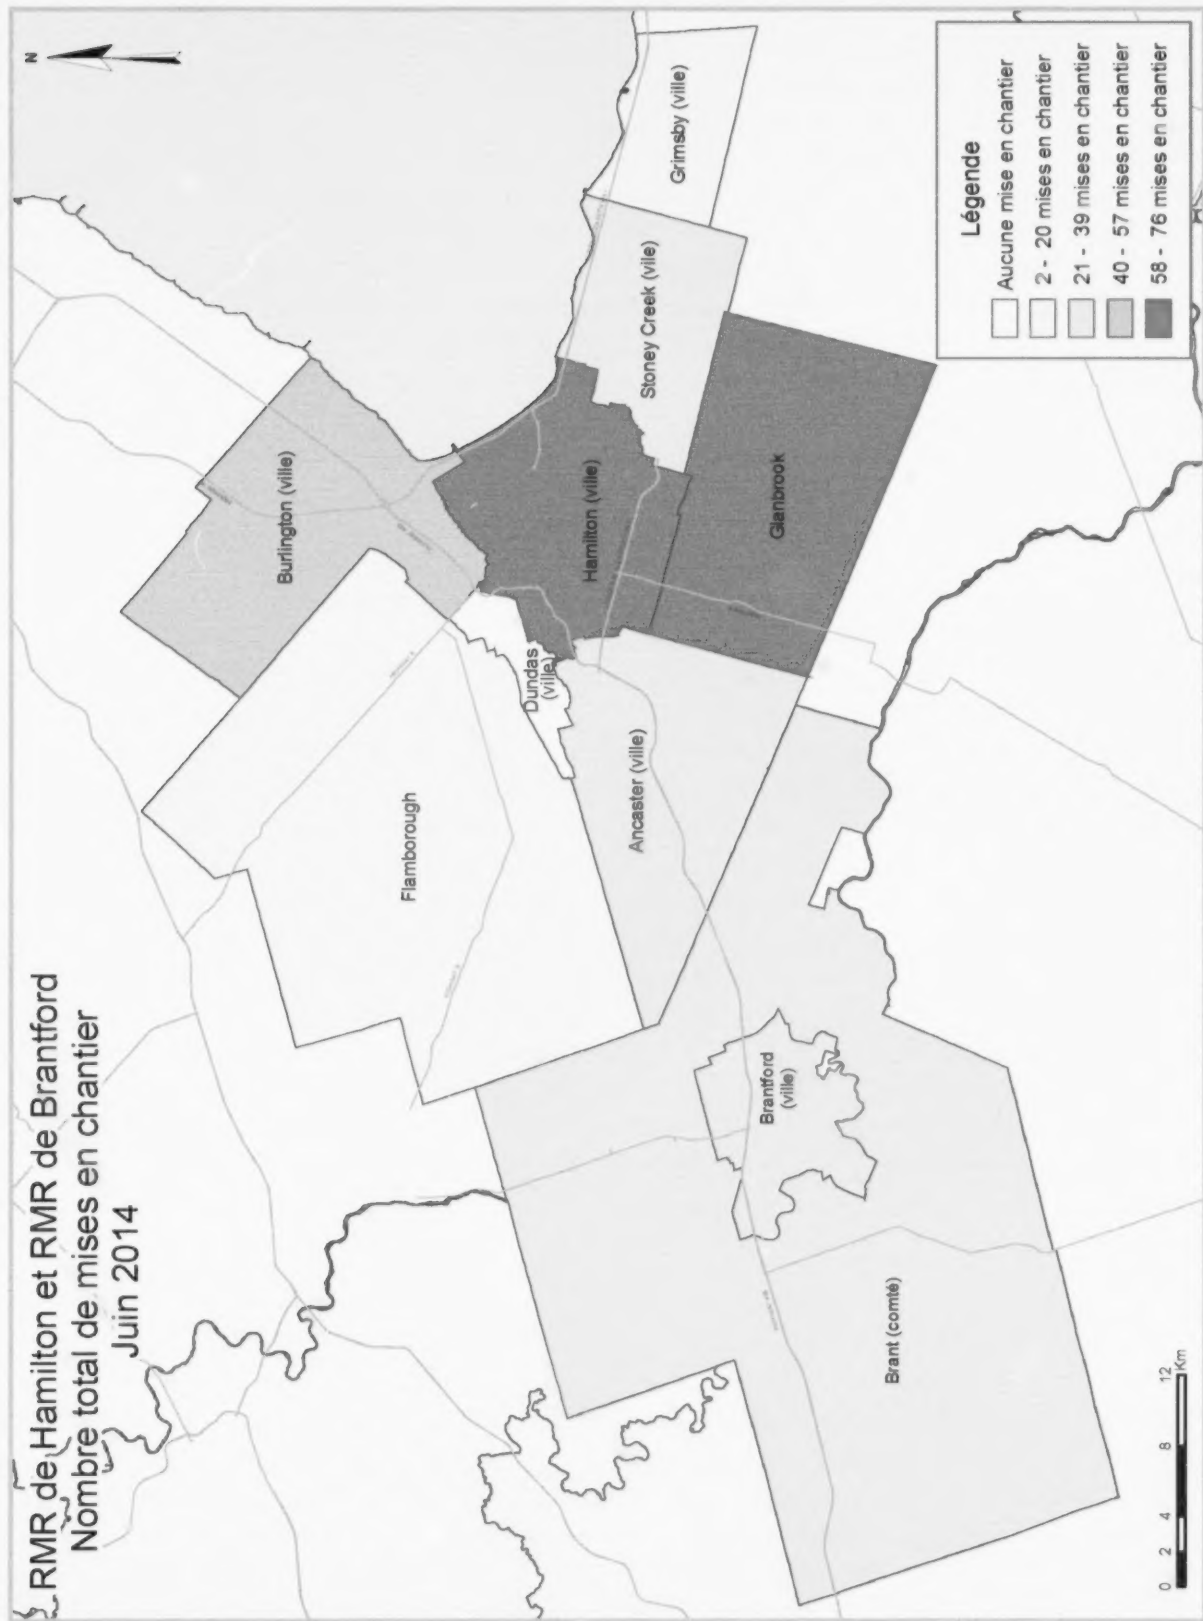 RMR de Hamilton et RMR de Brantford
Nombre total de mises en chantier
Juin 2014
N
Burlington (ville)
Flamborough
Dundas
(ville)
Hamilton (ville)
Stoney Creek (ville)
Grimsby (ville)
Ancaster (ville)
Glanbrook
Brantford
(ville)
Brant (comté)
Légende
Aucune mise en chantier
2 - 20 mises en chantier
21 - 39 mises en chantier
40 - 57 mises en chantier
58 - 76 mises en chantier
0 2 4 8 12
Km